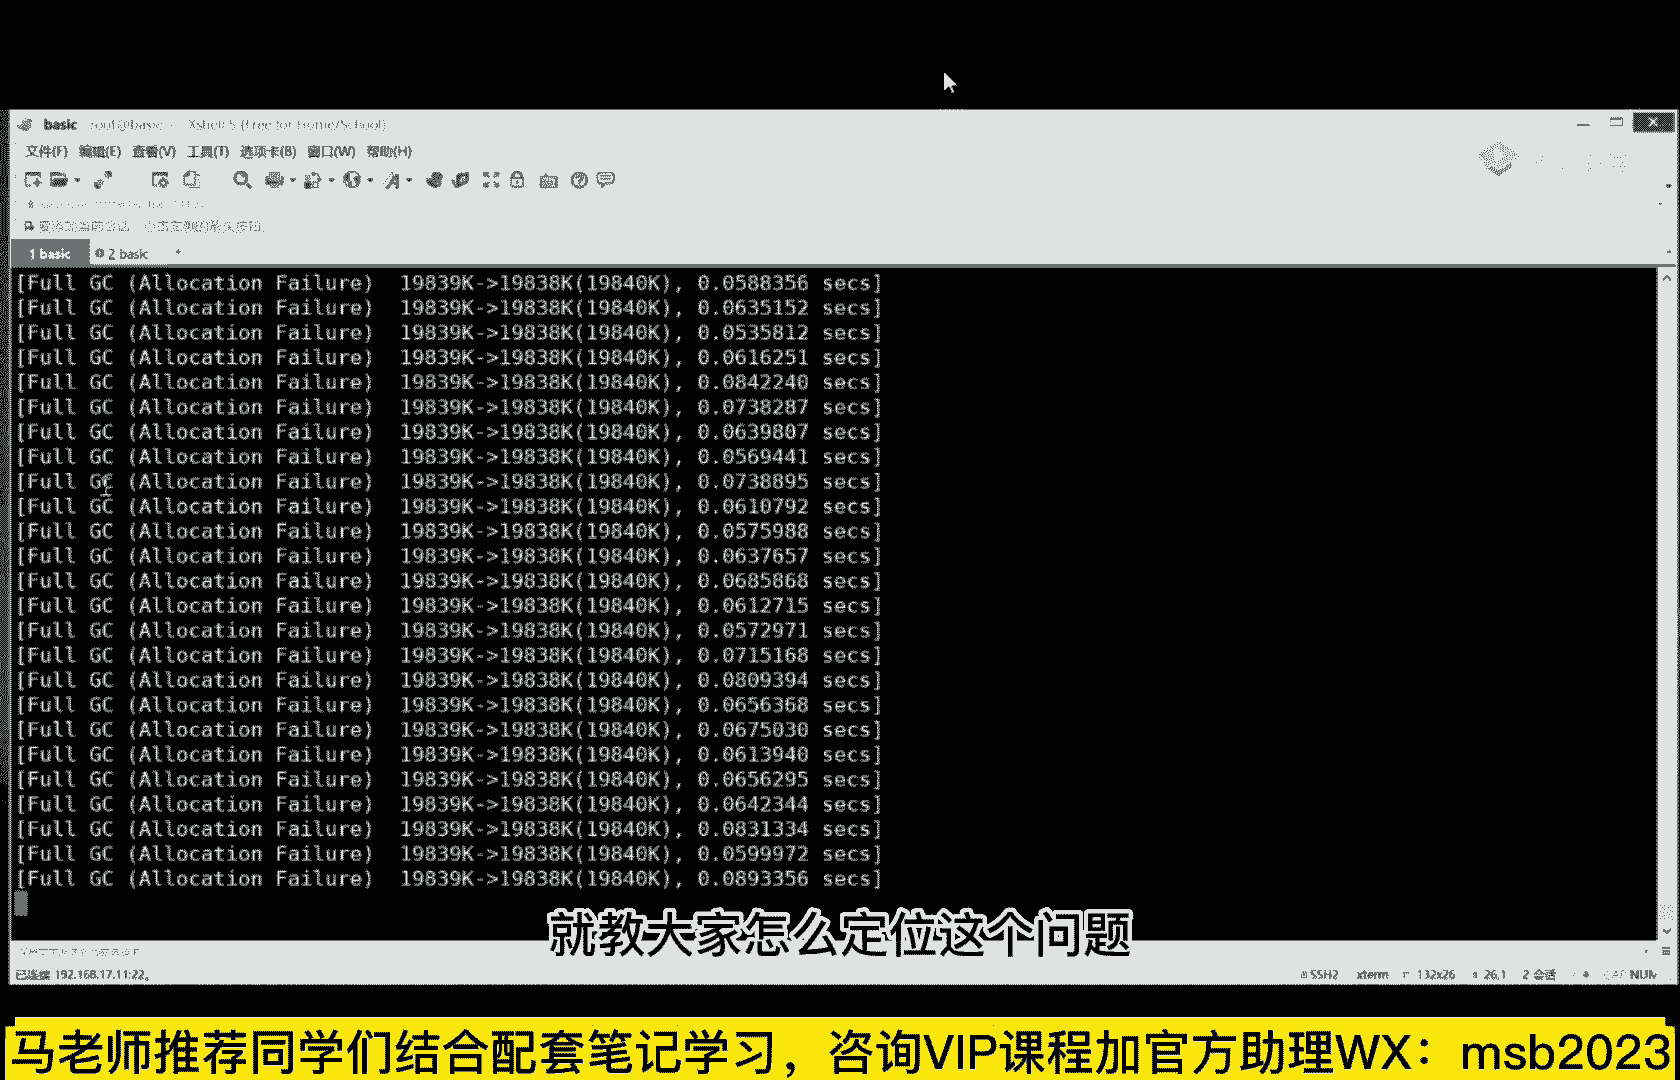 basic root@basic - Xshell 5 (Free for Home/School)
文件(F) 编辑(E) 查看(V) 工具(T) 选项卡(B) 窗口(W) 帮助(H)
1 basic 2 basic
[Full GC (Allocation Failure)  19839K->19838K(19840K), 0.0588356 secs]
[Full GC (Allocation Failure)  19839K->19838K(19840K), 0.0635152 secs]
[Full GC (Allocation Failure)  19839K->19838K(19840K), 0.0535812 secs]
[Full GC (Allocation Failure)  19839K->19838K(19840K), 0.0616251 secs]
[Full GC (Allocation Failure)  19839K->19838K(19840K), 0.0842240 secs]
[Full GC (Allocation Failure)  19839K->19838K(19840K), 0.0738287 secs]
[Full GC (Allocation Failure)  19839K->19838K(19840K), 0.0639807 secs]
[Full GC (Allocation Failure)  19839K->19838K(19840K), 0.0569441 secs]
[Full GC (Allocation Failure)  19839K->19838K(19840K), 0.0738895 secs]
[Full GC (Allocation Failure)  19839K->19838K(19840K), 0.0610792 secs]
[Full GC (Allocation Failure)  19839K->19838K(19840K), 0.0575988 secs]
[Full GC (Allocation Failure)  19839K->19838K(19840K), 0.0637657 secs]
[Full GC (Allocation Failure)  19839K->19838K(19840K), 0.0685868 secs]
[Full GC (Allocation Failure)  19839K->19838K(19840K), 0.0612715 secs]
[Full GC (Allocation Failure)  19839K->19838K(19840K), 0.0572971 secs]
[Full GC (Allocation Failure)  19839K->19838K(19840K), 0.0715168 secs]
[Full GC (Allocation Failure)  19839K->19838K(19840K), 0.0809394 secs]
[Full GC (Allocation Failure)  19839K->19838K(19840K), 0.0656368 secs]
[Full GC (Allocation Failure)  19839K->19838K(19840K), 0.0675030 secs]
[Full GC (Allocation Failure)  19839K->19838K(19840K), 0.0613940 secs]
[Full GC (Allocation Failure)  19839K->19838K(19840K), 0.0656295 secs]
[Full GC (Allocation Failure)  19839K->19838K(19840K), 0.0642344 secs]
[Full GC (Allocation Failure)  19839K->19838K(19840K), 0.0831334 secs]
[Full GC (Allocation Failure)  19839K->19838K(19840K), 0.0599972 secs]
[Full GC (Allocation Failure)  19839K->19838K(19840K), 0.0893356 secs]
就教大家怎么定位这个问题
已连接 192.168.17.11:22。 SSH2 xterm 132x26 26,1 2 会话 CAP NUM
马老师推荐同学们结合配套笔记学习，咨询VIP课程加官方助理WX：msb2023